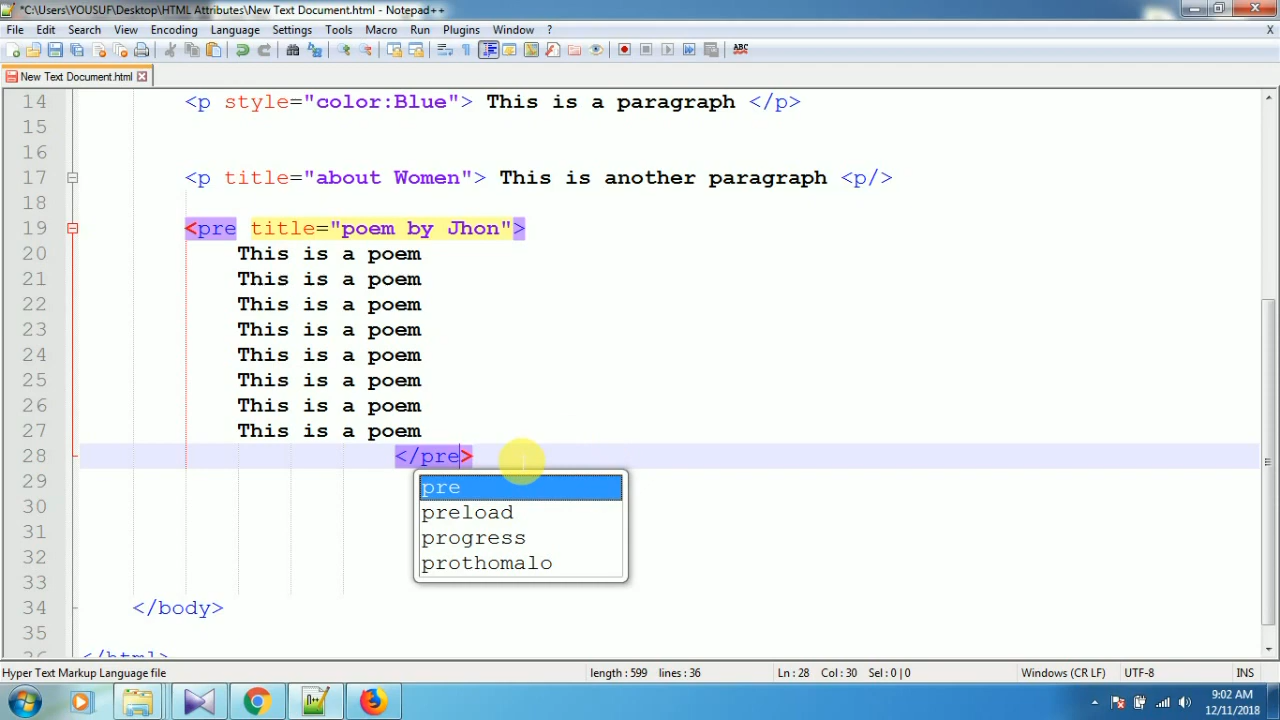 *C:\Users\YOUSUF\Desktop\HTML Attributes\New Text Document.html - Notepad++
File Edit Search View Encoding Language Settings Tools Macro Run Plugins Window ? X
ABC
New Text Document.html
14 <p style="color:Blue"> This is a paragraph </p>
15
16
17 <p title="about Women"> This is another paragraph <p/>
18
19 <pre title="poem by Jhon">
20 This is a poem
21 This is a poem
22 This is a poem
23 This is a poem
24 This is a poem
25 This is a poem
26 This is a poem
27 This is a poem
28 </pre>
29 pre
30 preload
31 progress
32 prothomalo
33
34 </body>
35
36 </html>
Hyper Text Markup Language file length : 599 lines : 36 Ln : 28 Col : 30 Sel : 0 | 0 Windows (CR LF) UTF-8 INS
9:02 AM
12/11/2018